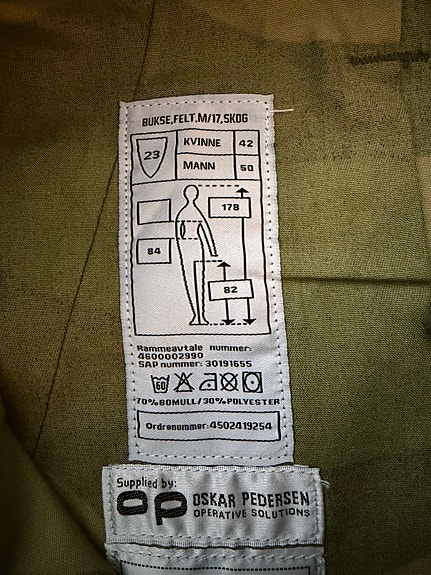 BUKSE,FELT.M/17,SKOG
23
KVINNE 42
MANN 50
178
84
82
Rammeavtale nummer:
4600002990
SAP nummer: 30191655
60
70%BOMULL/30%POLYESTER
Ordrenummer:4502419254
Supplied by:
op OSKAR PEDERSEN
OPERATIVE SOLUTIONS